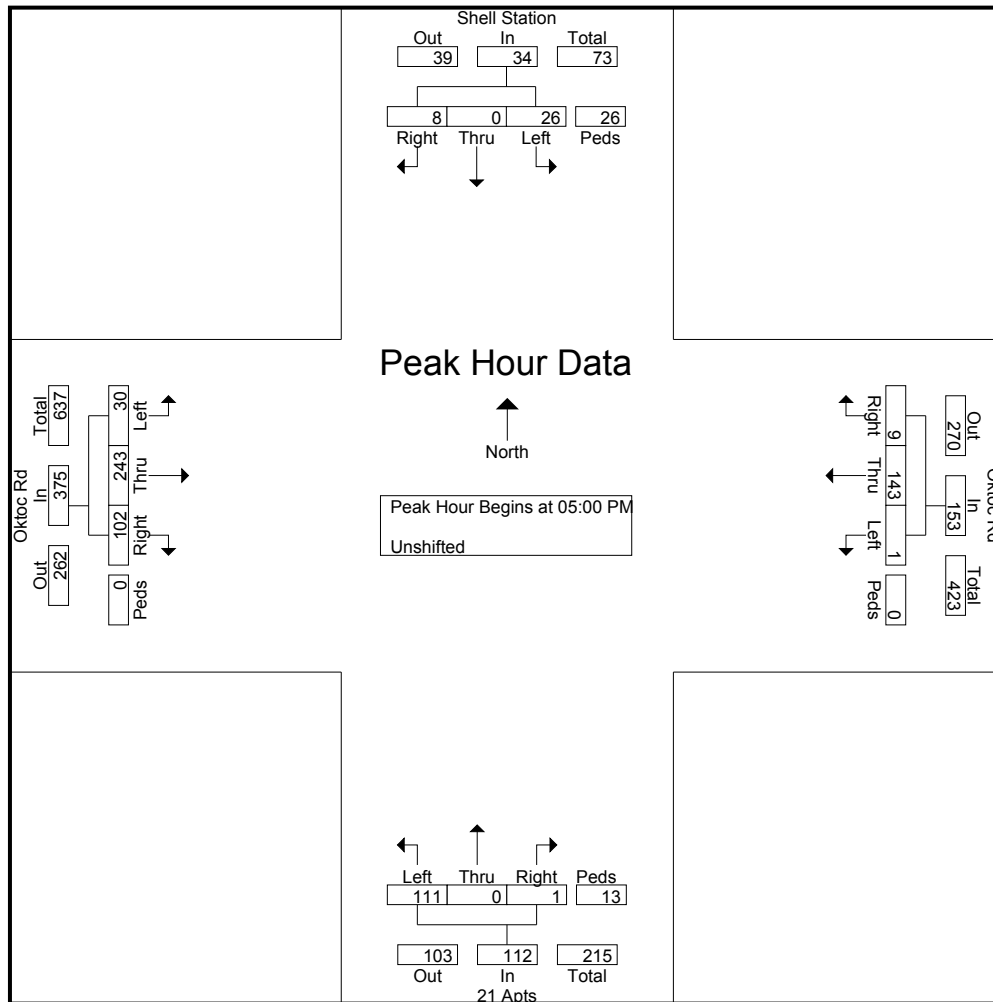 Shell Station
Out In Total
39 34 73
8 0 26 26
Right Thru Left Peds
Peak Hour Data
North
Peak Hour Begins at 05:00 PM
Unshifted
Oktoc Rd
Total In Out
637 375 262
30 243 102 0
Left Thru Right Peds
Oktoc Rd
Out In Total
270 153 423
9 143 1 0
Right Thru Left Peds
Left Thru Right Peds
111 0 1 13
103 112 215
Out In Total
21 Apts